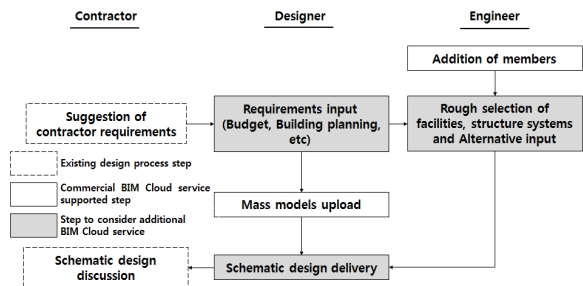 Contractor
Designer
Engineer
Addition of members
Suggestion of
contractor requirements
Requirements input
(Budget, Building planning,
etc)
Rough selection of
facilities, structure systems
and Alternative input
Existing design process step
Commercial BIM Cloud service
supported step
Step to consider additional
BIM Cloud service
Mass models upload
Schematic design
discussion
Schematic design delivery